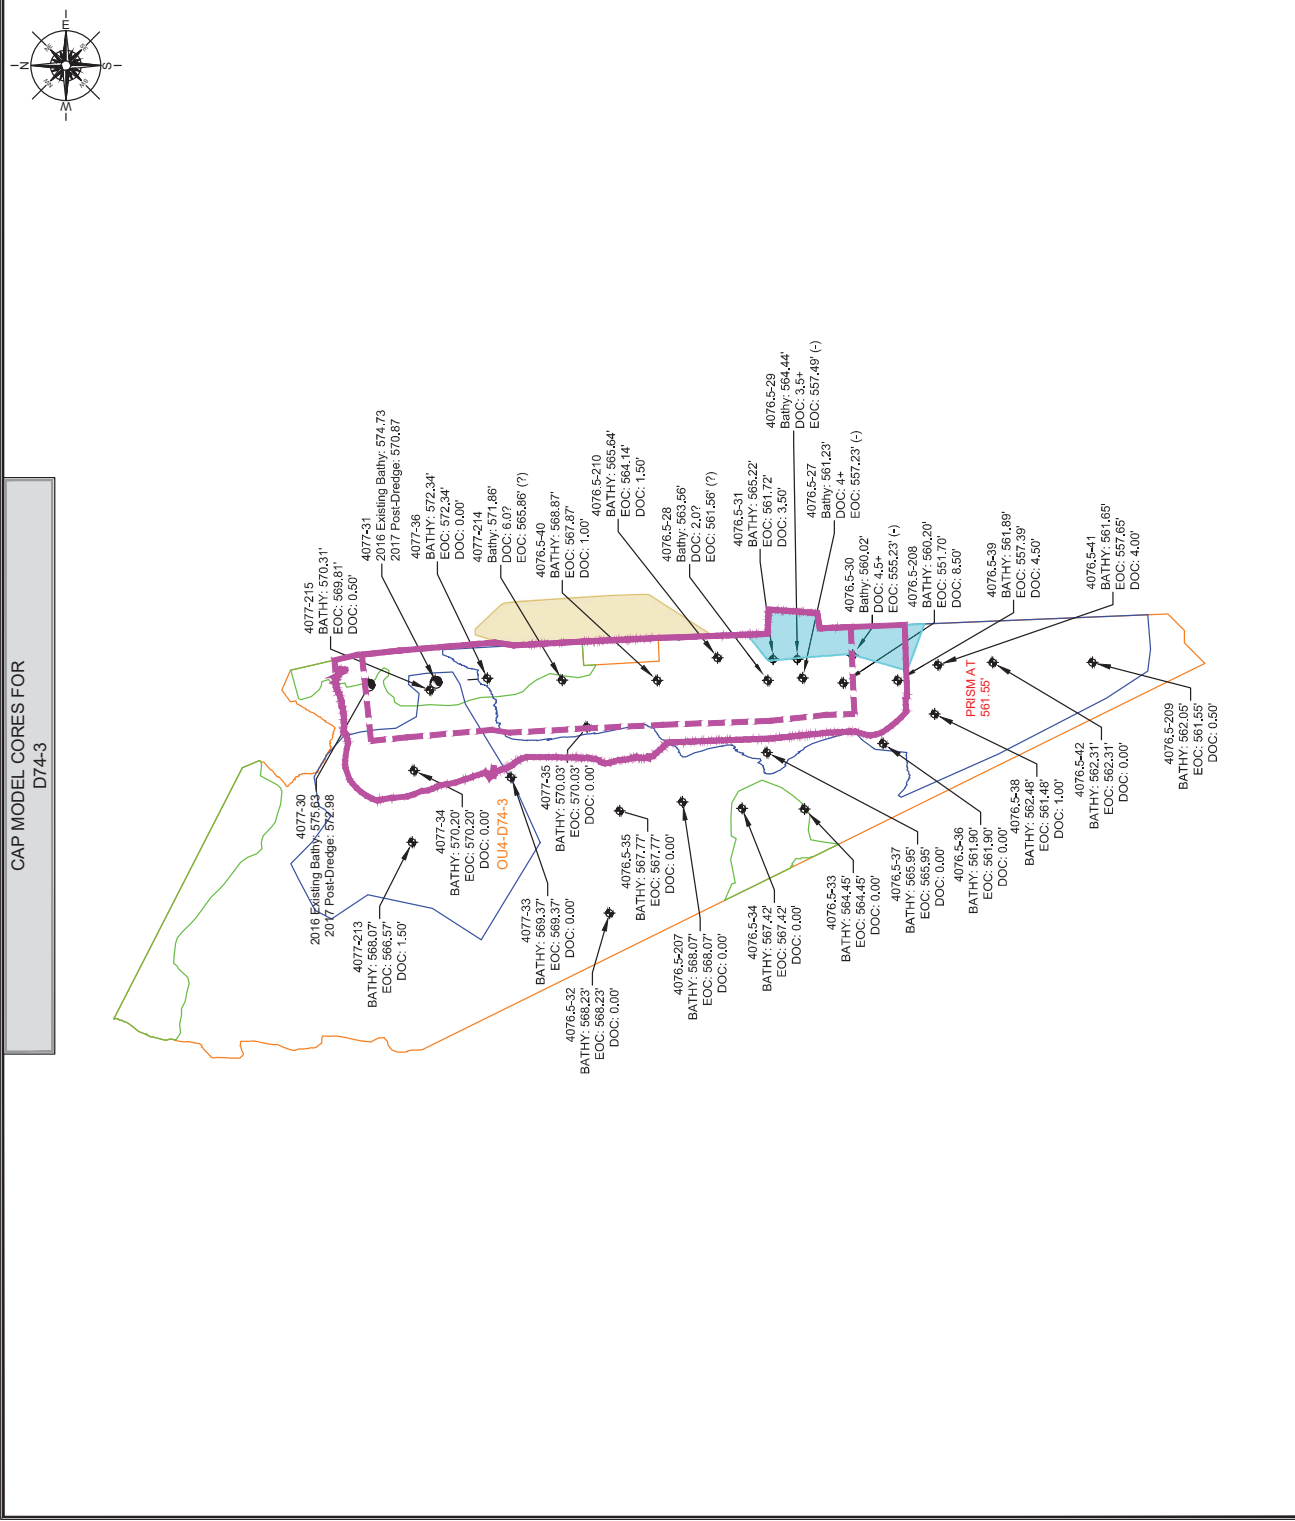 CAP MODEL CORES FOR
D74-3
N
E
S
W
NE
SE
SW
NW
4077-215
BATHY: 570.31'
EOC: 569.81'
DOC: 0.50'
4077-31
2016 Existing Bathy: 574.73
2017 Post-Dredge: 570.87
4077-36
BATHY: 572.34'
EOC: 572.34'
DOC: 0.00'
4077-214
Bathy: 571.86'
DOC: 6.0?
EOC: 565.86' (?)
4076.5-40
BATHY: 568.87'
EOC: 567.87'
DOC: 1.00'
4076.5-210
BATHY: 565.64'
EOC: 564.14'
DOC: 1.50'
4076.5-28
Bathy: 563.56'
DOC: 2.0?
EOC: 561.56' (?)
4076.5-31
BATHY: 565.22'
EOC: 561.72'
DOC: 3.50'
4076.5-29
Bathy: 564.44'
DOC: 3.5+
EOC: 557.49' (-)
4076.5-27
Bathy: 561.23'
DOC: 4+
EOC: 557.23' (-)
4076.5-30
Bathy: 560.02'
DOC: 4.5+
EOC: 555.23' (-)
4076.5-208
BATHY: 560.20'
EOC: 551.70'
DOC: 8.50'
4076.5-39
BATHY: 561.89'
EOC: 557.39'
DOC: 4.50'
4076.5-41
BATHY: 561.65'
EOC: 557.65'
DOC: 4.00'
PRISM AT
561.55'
4077-30
2016 Existing Bathy: 575.63
2017 Post-Dredge: 572.98
4077-213
BATHY: 568.07'
EOC: 566.57'
DOC: 1.50'
4077-34
BATHY: 570.20'
EOC: 570.20'
DOC: 0.00'
OU4-D74-3
4077-33
BATHY: 569.37'
EOC: 569.37'
DOC: 0.00'
4077-35
BATHY: 570.03'
EOC: 570.03'
DOC: 0.00'
4076.5-32
BATHY: 568.23'
EOC: 568.23'
DOC: 0.00'
4076.5-35
BATHY: 567.77'
EOC: 567.77'
DOC: 0.00'
4076.5-207
BATHY: 568.07'
EOC: 568.07'
DOC: 0.00'
4076.5-34
BATHY: 567.42'
EOC: 567.42'
DOC: 0.00'
4076.5-33
BATHY: 564.45'
EOC: 564.45'
DOC: 0.00'
4076.5-37
BATHY: 565.95'
EOC: 565.95'
DOC: 0.00'
4076.5-36
BATHY: 561.90'
EOC: 561.90'
DOC: 0.00'
4076.5-38
BATHY: 562.48'
EOC: 561.48'
DOC: 1.00'
4076.5-42
BATHY: 562.31'
EOC: 562.31'
DOC: 0.00'
4076.5-209
BATHY: 562.05'
EOC: 561.55'
DOC: 0.50'